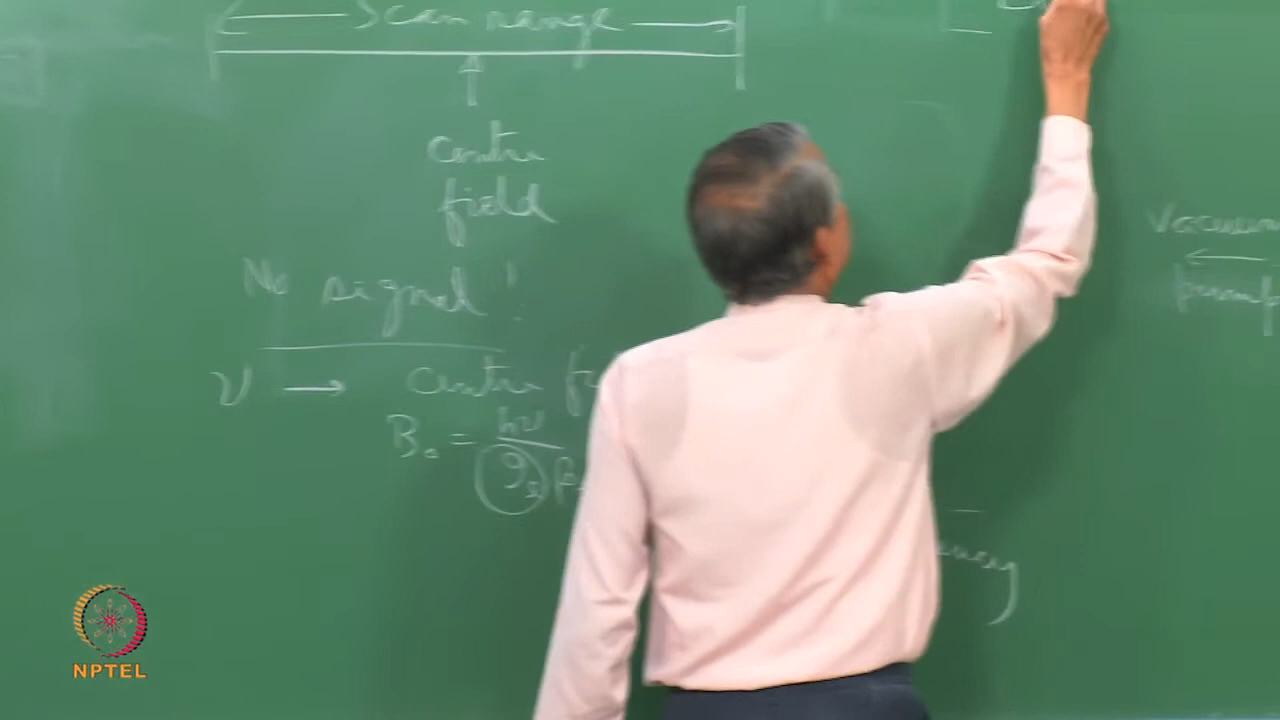 Scan range
centre
field
No signal!
ν → centre
B₀ = hν
g
Vacuum
pump
NPTEL